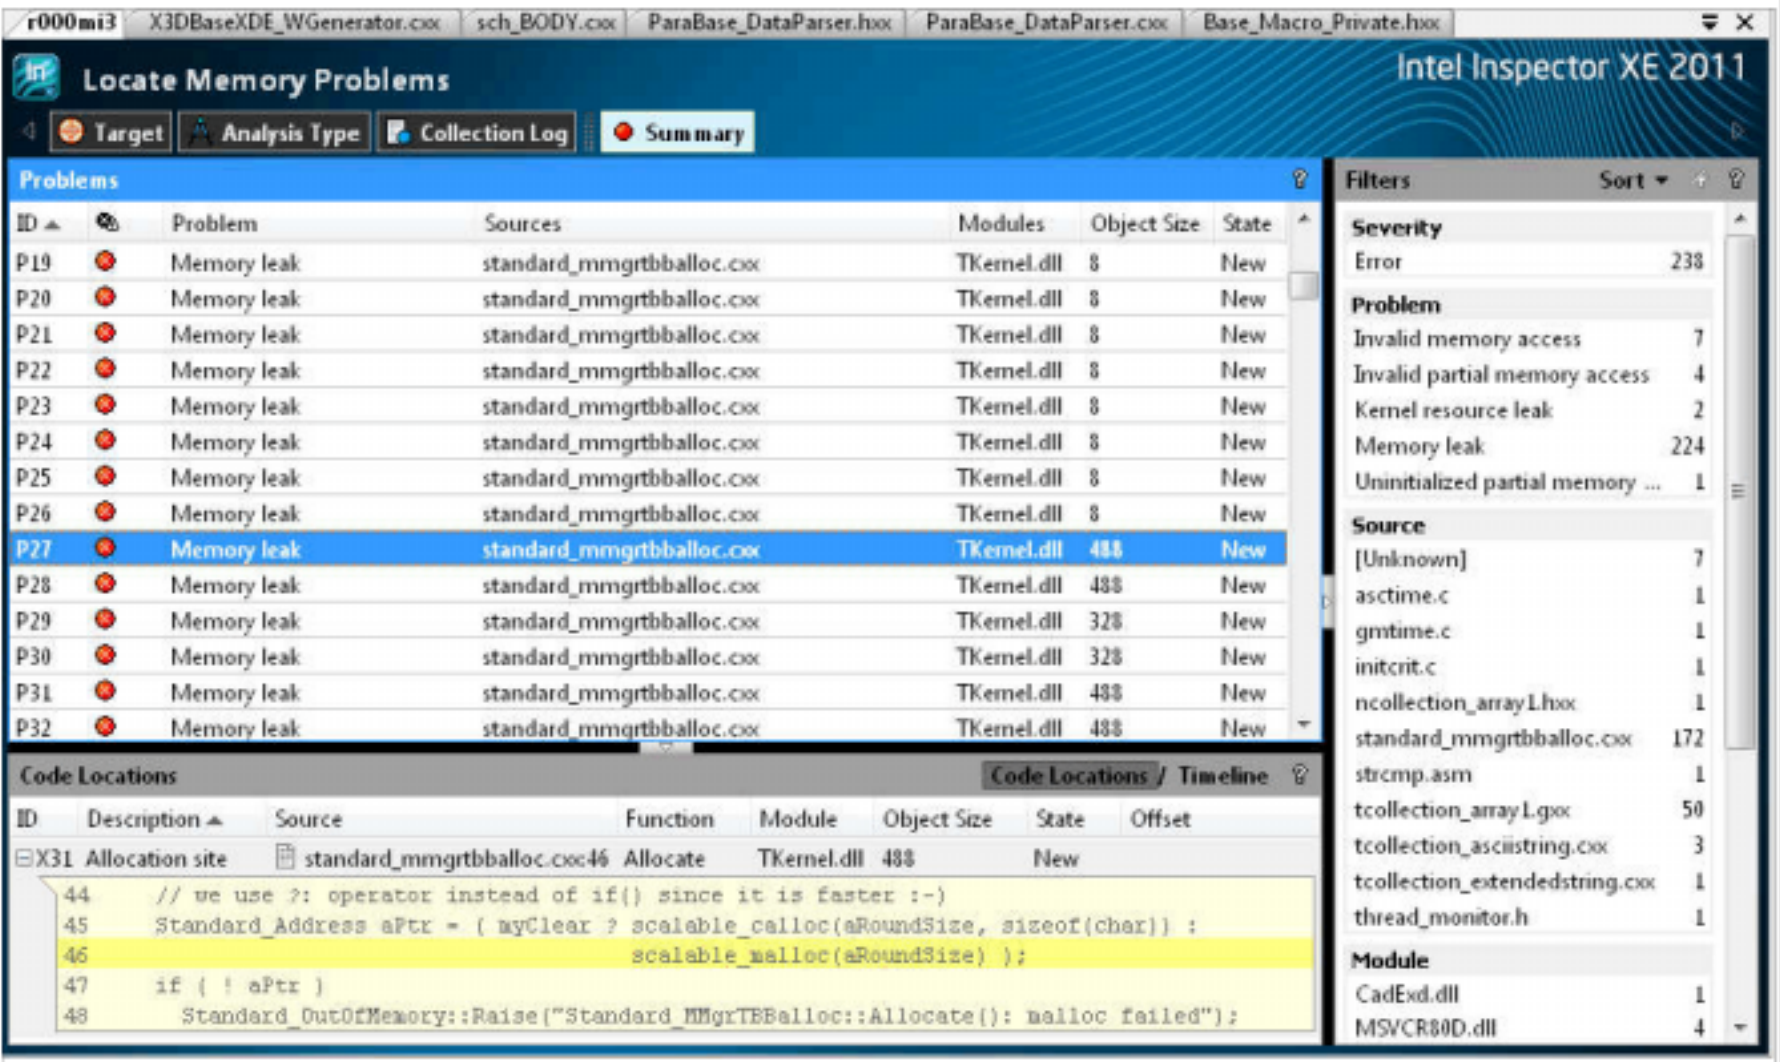 r000mi3 X3DBaseXDE_WGenerator.cxx sch_BODY.cxx ParaBase_DataParser.hxx ParaBase_DataParser.cxx Base_Macro_Private.hxx
Locate Memory Problems
Intel Inspector XE 2011
Target Analysis Type Collection Log Summary
Problems
ID Problem Sources Modules Object Size State
P19 Memory leak standard_mmgrtbballoc.cxx TKernel.dll 8 New
P20 Memory leak standard_mmgrtbballoc.cxx TKernel.dll 8 New
P21 Memory leak standard_mmgrtbballoc.cxx TKernel.dll 8 New
P22 Memory leak standard_mmgrtbballoc.cxx TKernel.dll 8 New
P23 Memory leak standard_mmgrtbballoc.cxx TKernel.dll 8 New
P24 Memory leak standard_mmgrtbballoc.cxx TKernel.dll 8 New
P25 Memory leak standard_mmgrtbballoc.cxx TKernel.dll 8 New
P26 Memory leak standard_mmgrtbballoc.cxx TKernel.dll 8 New
P27 Memory leak standard_mmgrtbballoc.cxx TKernel.dll 488 New
P28 Memory leak standard_mmgrtbballoc.cxx TKernel.dll 488 New
P29 Memory leak standard_mmgrtbballoc.cxx TKernel.dll 328 New
P30 Memory leak standard_mmgrtbballoc.cxx TKernel.dll 328 New
P31 Memory leak standard_mmgrtbballoc.cxx TKernel.dll 488 New
P32 Memory leak standard_mmgrtbballoc.cxx TKernel.dll 488 New
Code Locations Code Locations / Timeline
ID Description Source Function Module Object Size State Offset
X31 Allocation site standard_mmgrtbballoc.cxx:46 Allocate TKernel.dll 488 New
44 // we use ?: operator instead of if() since it is faster :-)
45 Standard_Address aPtr = ( myClear ? scalable_calloc(aRoundSize, sizeof(char)) :
46 scalable_malloc(aRoundSize) );
47 if ( ! aPtr )
48 Standard_OutOfMemory::Raise("Standard_MMgrTBBalloc::Allocate(): malloc failed");
Filters Sort
Severity
Error 238
Problem
Invalid memory access 7
Invalid partial memory access 4
Kernel resource leak 2
Memory leak 224
Uninitialized partial memory ... 1
Source
[Unknown] 7
asctime.c 1
gmtime.c 1
initcrit.c 1
ncollection_array1.hxx 1
standard_mmgrtbballoc.cxx 172
strcmp.asm 1
tcollection_array1.gxx 50
tcollection_asciistring.cxx 3
tcollection_extendedstring.cxx 1
thread_monitor.h 1
Module
CadExd.dll 1
MSVCR80D.dll 4